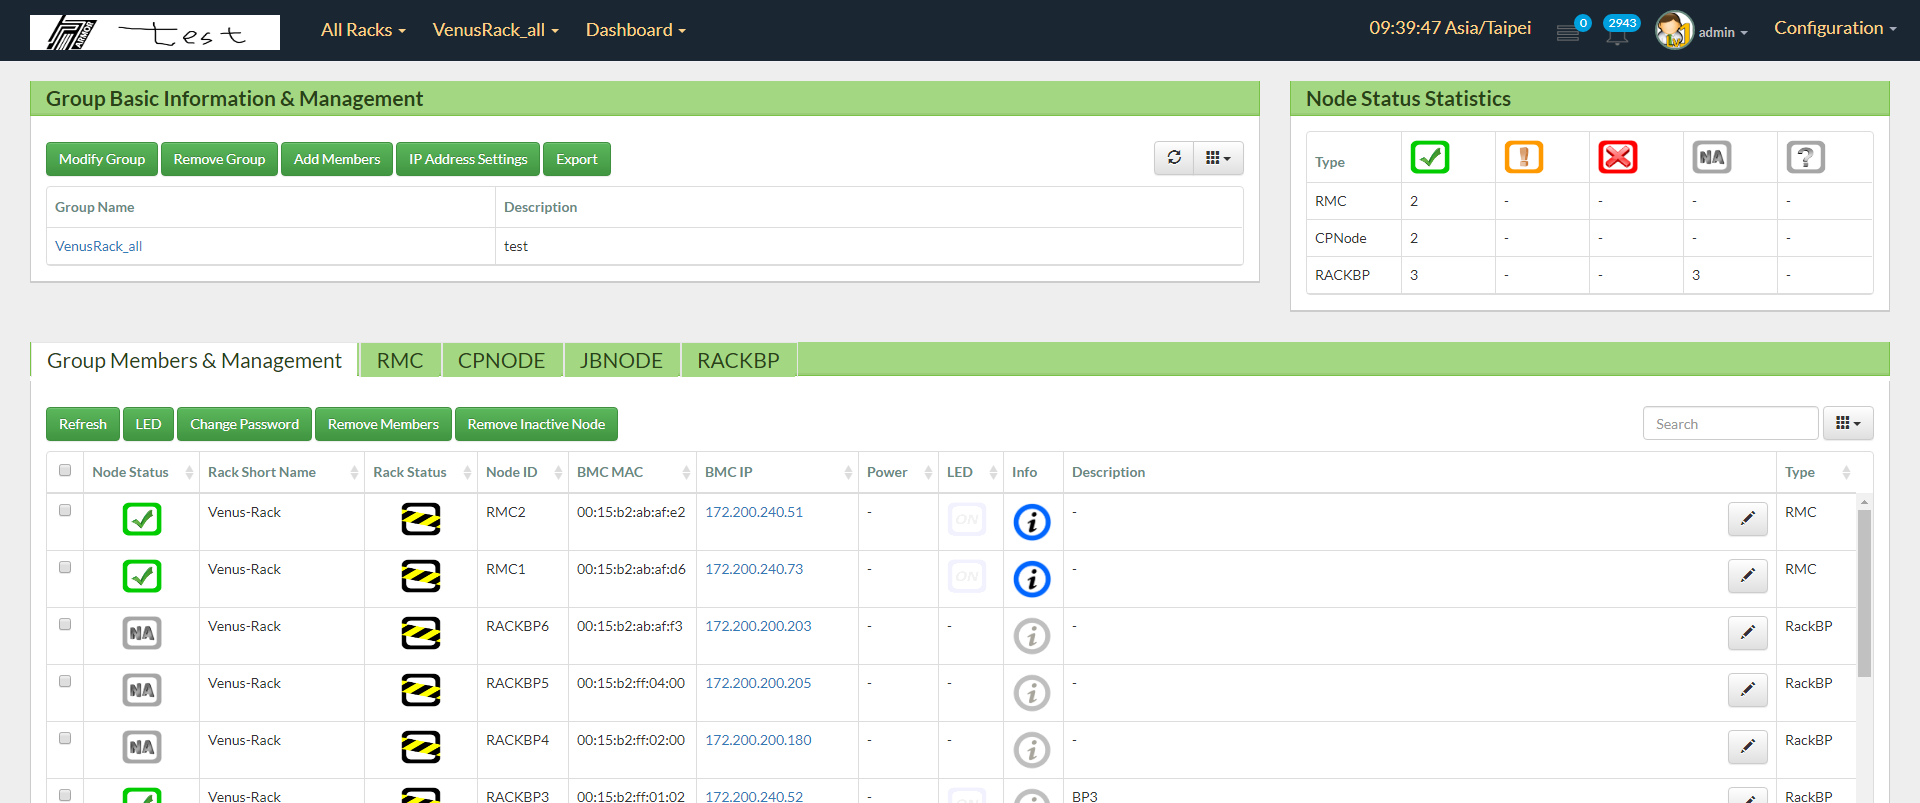 ARMOR test All Racks VenusRack_all Dashboard 09:39:47 Asia/Taipei 0 2943 admin Configuration
Group Basic Information & Management
Modify Group Remove Group Add Members IP Address Settings Export
Group Name Description
VenusRack_all test
Node Status Statistics
Type ! NA ?
RMC 2 - - - -
CPNode 2 - - - -
RACKBP 3 - - 3 -
Group Members & Management RMC CPNODE JBNODE RACKBP
Refresh LED Change Password Remove Members Remove Inactive Node Search
Node Status Rack Short Name Rack Status Node ID BMC MAC BMC IP Power LED Info Description Type
Venus-Rack RMC2 00:15:b2:ab:af:e2 172.200.240.51 - ON i - RMC
Venus-Rack RMC1 00:15:b2:ab:af:d6 172.200.240.73 - ON i - RMC
NA Venus-Rack RACKBP6 00:15:b2:ab:af:f3 172.200.200.203 - - i - RackBP
NA Venus-Rack RACKBP5 00:15:b2:ff:04:00 172.200.200.205 - - i - RackBP
NA Venus-Rack RACKBP4 00:15:b2:ff:02:00 172.200.200.180 - - i - RackBP
Venus-Rack RACKBP3 00:15:b2:ff:01:02 172.200.240.52 - BP3 RackBP